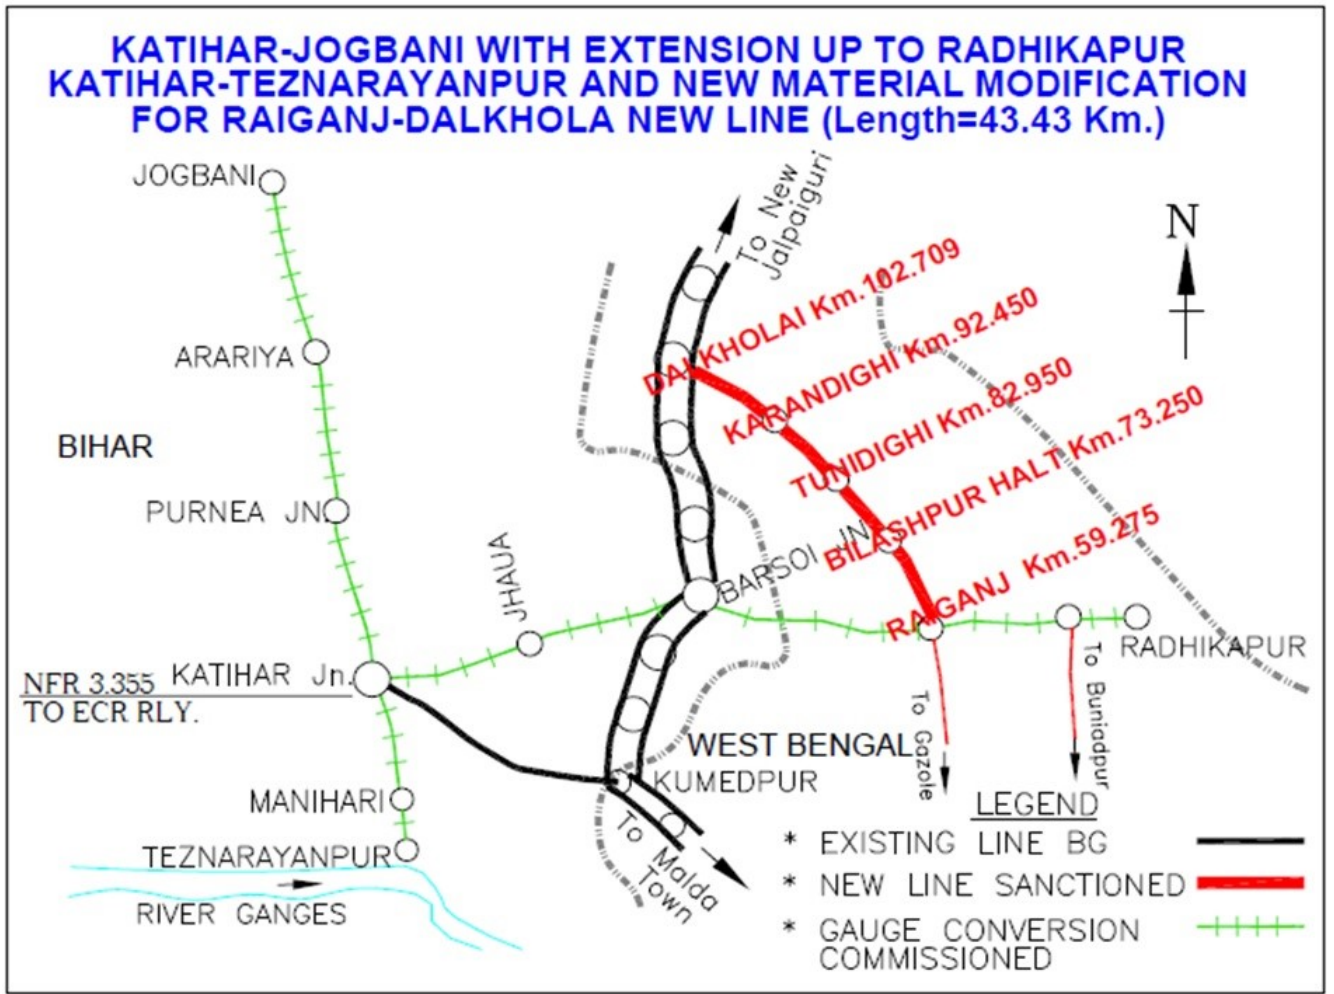 KATIHAR-JOGBANI WITH EXTENSION UP TO RADHIKAPUR
KATIHAR-TEZNARAYANPUR AND NEW MATERIAL MODIFICATION
FOR RAIGANJ-DALKHOLA NEW LINE (Length=43.43 Km.)
JOGBANI
To New
Jalpaiguri
N
DALKHOLAI Km.102.709
ARARIYA
KARANDIGHI Km.92.450
BIHAR
TUNIDIGHI Km.82.950
PURNEA JN.
BILASHPUR HALT Km.73.250
JHAUA
BARSOI JN
RAIGANJ Km.59.275
RADHIKAPUR
KATIHAR Jn.
NFR 3.355
TO ECR RLY.
To Gazole
To Buniadpur
WEST BENGAL
KUMEDPUR
MANIHARI
To Malda
Town
TEZNARAYANPUR
RIVER GANGES
LEGEND
* EXISTING LINE BG
* NEW LINE SANCTIONED
* GAUGE CONVERSION
COMMISSIONED